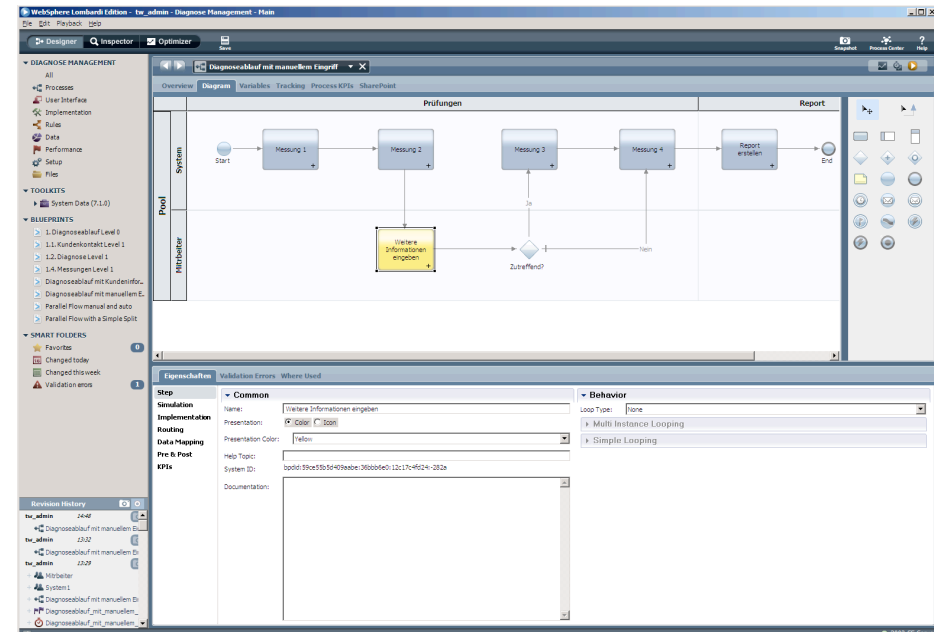 WebSphere Lombardi Edition - tw_admin - Diagnose Management - Main
File Edit Playback Help
Designer Inspector Optimizer Save Snapshot Process Center Help
DIAGNOSE MANAGEMENT
All
Processes
User Interface
Implementation
Rules
Data
Performance
Setup
Files
TOOLKITS
System Data (7.1.0)
BLUEPRINTS
1. Diagnoseablauf Level 0
1.1. Kundenkontakt Level 1
1.2. Diagnose Level 1
1.4. Messungen Level 1
Diagnoseablauf mit Kundeninfor...
Diagnoseablauf mit manuellem E...
Parallel Flow manual and auto
Parallel Flow with a Simple Split
SMART FOLDERS
Favorites 0
Changed today
Changed this week
Validation errors 1
Revision History
tw_admin 14:48
Diagnoseablauf mit manuellem Ei
tw_admin 13:32
Diagnoseablauf mit manuellem Ei
tw_admin 13:29
Mitrbeiter
System1
Diagnoseablauf mit manuellem Ei
Diagnoseablauf_mit_manuellem_
Diagnoseablauf_mit_manuellem_
Diagnoseablauf mit manuellem Eingriff
Overview Diagram Variables Tracking Process KPIs SharePoint
Prüfungen Report
Pool
System
Mitrbeiter
Start
Messung 1
Messung 2
Messung 3
Messung 4
Report
erstellen
End
Ja
Weitere
Informationen
eingeben
Zutreffend?
Nein
Eigenschaften Validation Errors Where Used
Step
Simulation
Implementation
Routing
Data Mapping
Pre & Post
KPIs
Common
Name: Weitere Informationen eingeben
Presentation: Color Icon
Presentation Color: Yellow
Help Topic:
System ID: bpdid:59ce55b5d409aabe:36bbb6e0:12c17c4fd24:-282a
Documentation:
Behavior
Loop Type: None
Multi Instance Looping
Simple Looping